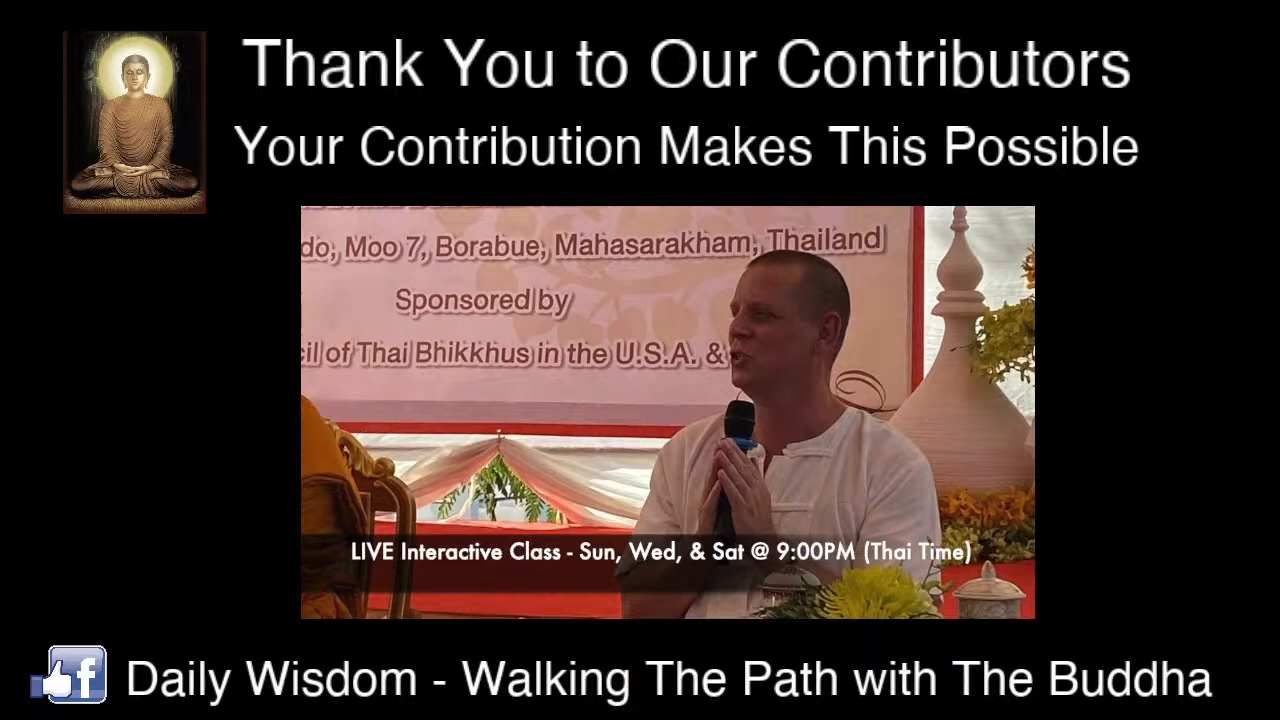 Thank You to Our Contributors
Your Contribution Makes This Possible
do, Moo 7, Borabue, Mahasarakham, Thailand
Sponsored by
cil of Thai Bhikkhus in the U.S.A. &
LIVE Interactive Class - Sun, Wed, & Sat @ 9:00PM (Thai Time)
f Daily Wisdom - Walking The Path with The Buddha